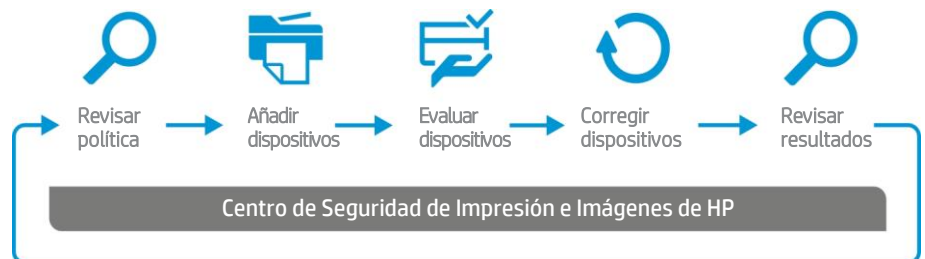 Revisar
política
Añadir
dispositivos
Evaluar
dispositivos
Corregir
dispositivos
Revisar
resultados
Centro de Seguridad de Impresión e Imágenes de HP